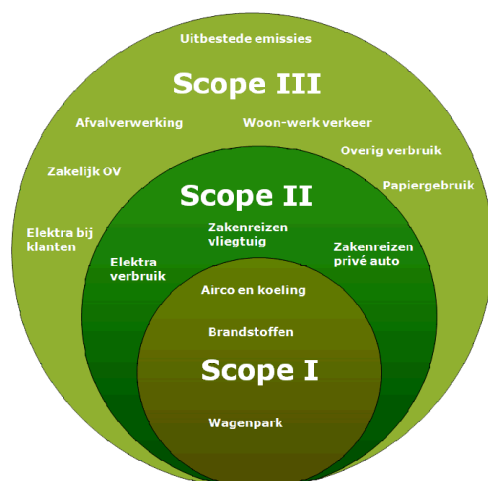 Uitbestede emissies
Scope III
Afvalverwerking
Woon-werk verkeer
Overig verbruik
Zakelijk OV
Papiergebruik
Scope II
Zakenreizen
vliegtuig
Elektra bij
klanten
Elektra
verbruik
Zakenreizen
privé auto
Airco en koeling
Brandstoffen
Scope I
Wagenpark